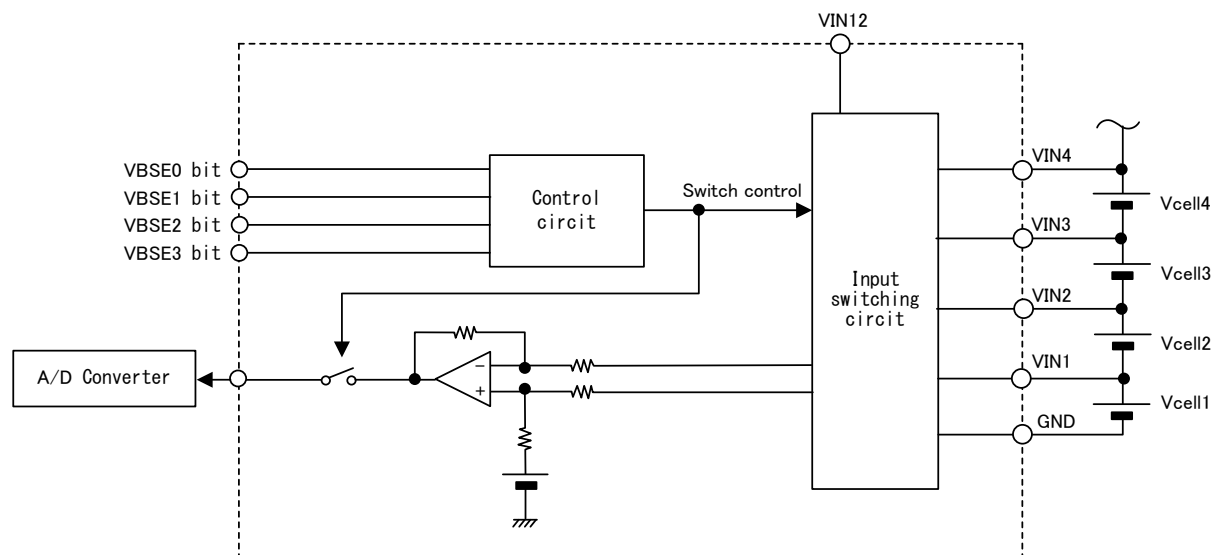 VIN12
VBSE0 bit
VBSE1 bit
VBSE2 bit
VBSE3 bit
Control
circit
Switch control
Input
switching
circit
VIN4
VIN3
VIN2
VIN1
GND
Vcell4
Vcell3
Vcell2
Vcell1
A/D Converter
−
+